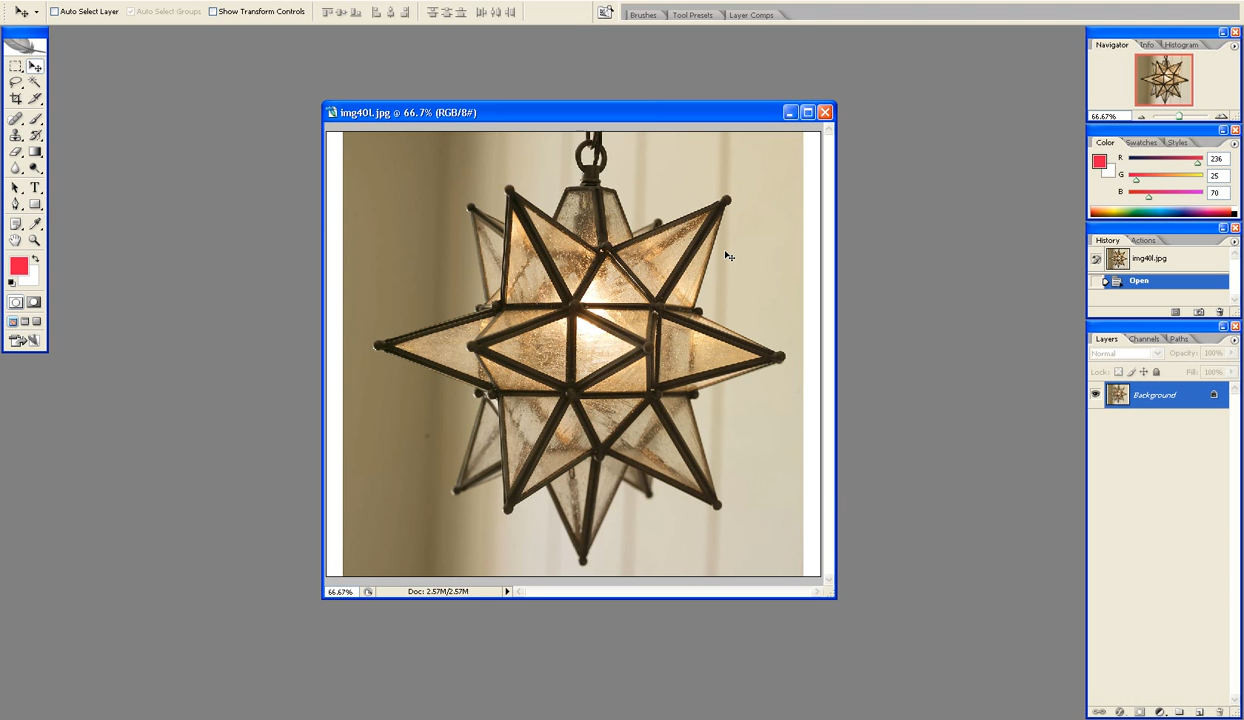 Auto Select Layer Auto Select Groups Show Transform Controls Brushes Tool Presets Layer Comps
img40l.jpg @ 66.7% (RGB/8#)
66.67% Doc: 2.57M/2.57M
Navigator Info Histogram
66.67%
Color Swatches Styles
R 236
G 25
B 70
History Actions
img40l.jpg
Open
Layers Channels Paths
Normal Opacity: 100%
Lock: Fill: 100%
Background
T